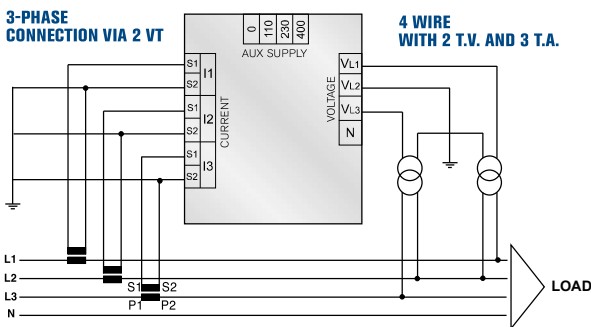 3-PHASE
CONNECTION VIA 2 VT
4 WIRE
WITH 2 T.V. AND 3 T.A.
0 110 230 400
AUX SUPPLY
S1
I1
S2
S1
I2
S2
S1
I3
S2
CURRENT
VOLTAGE
VL1
VL2
VL3
N
L1
L2
L3
N
S1 S2
P1 P2
LOAD